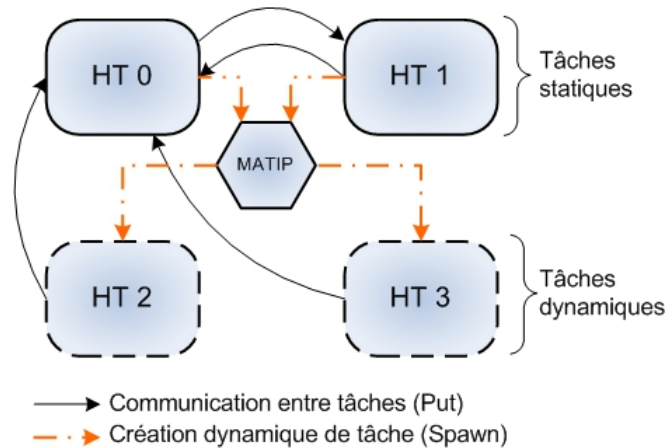 HT 0
HT 1
Tâches
statiques
MATIP
HT 2
HT 3
Tâches
dynamiques
Communication entre tâches (Put)
Création dynamique de tâche (Spawn)